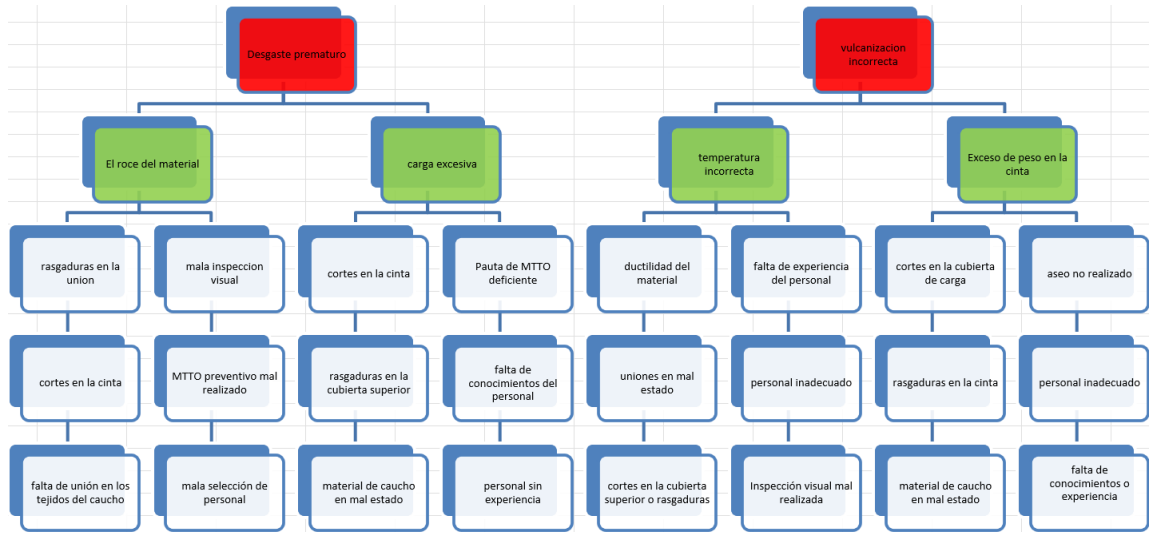 Desgaste prematuro
vulcanizacion
incorrecta
El roce del material
carga excesiva
temperatura
incorrecta
Exceso de peso en la
cinta
rasgaduras en la
union
mala inspeccion
visual
cortes en la cinta
Pauta de MTTO
deficiente
ductilidad del
material
falta de experiencia
del personal
cortes en la cubierta
de carga
aseo no realizado
cortes en la cinta
MTTO preventivo mal
realizado
rasgaduras en la
cubierta superior
falta de
conocimientos del
personal
uniones en mal
estado
personal inadecuado
rasgaduras en la cinta
personal inadecuado
falta de unión en los
tejidos del caucho
mala selección de
personal
material de caucho
en mal estado
personal sin
experiencia
cortes en la cubierta
superior o rasgaduras
Inspección visual mal
realizada
material de caucho
en mal estado
falta de
conocimientos o
experiencia